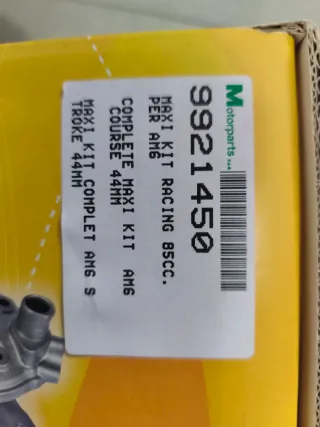 Motorparts S.p.A
9921450
MAXI KIT RACING 85CC.
PER AM6
COMPLETE MAXI KIT AM6
COURSE 44MM
MAXI KIT COMPLET AM6 S
TROKE 44MM